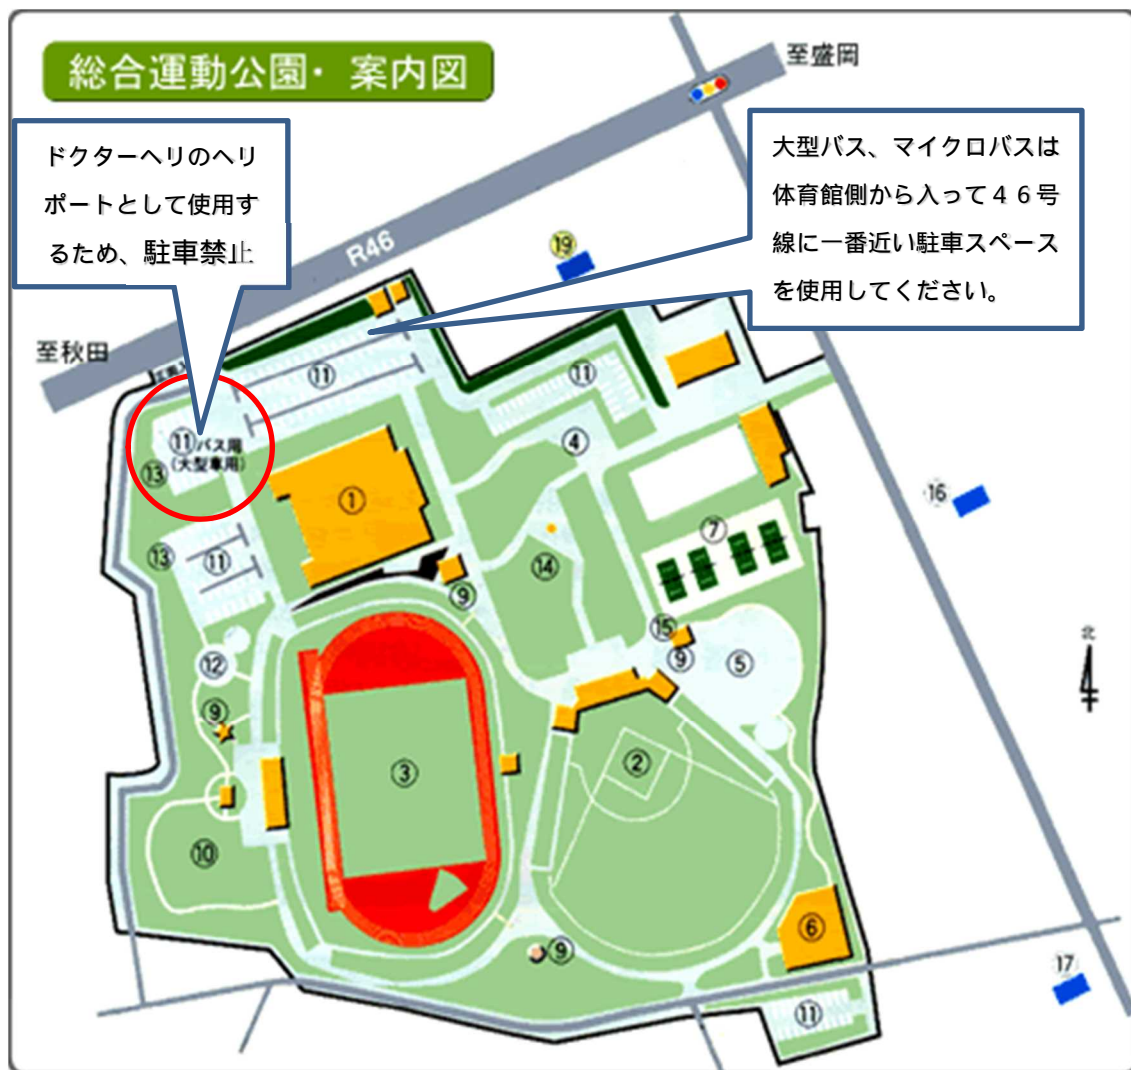 総合運動公園・ 案内図
至盛岡
ドクターヘリのヘリ
ポートとして使用す
るため、駐車禁止
大型バス、マイクロバスは
体育館側から入って４６号
線に一番近い駐車スペース
を使用してください。
R46
⑲
至秋田
⑪
⑪
⑪バス用
(大型車用)
⑬
④
①
⑯
⑦
⑬
⑪
⑭
⑨
⑮
⑨
⑤
北
⑫
⑨
②
③
⑩
⑥
⑨
⑰
⑪